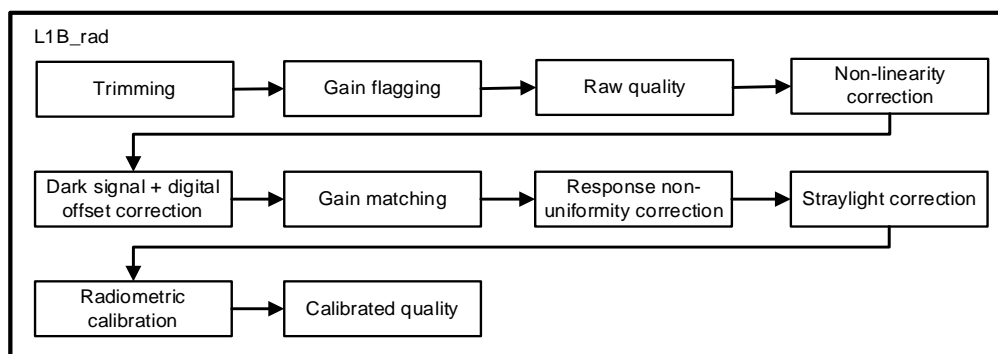 L1B_rad
Trimming
Gain flagging
Raw quality
Non-linearity
correction
Dark signal + digital
offset correction
Gain matching
Response non-
uniformity correction
Straylight correction
Radiometric
calibration
Calibrated quality